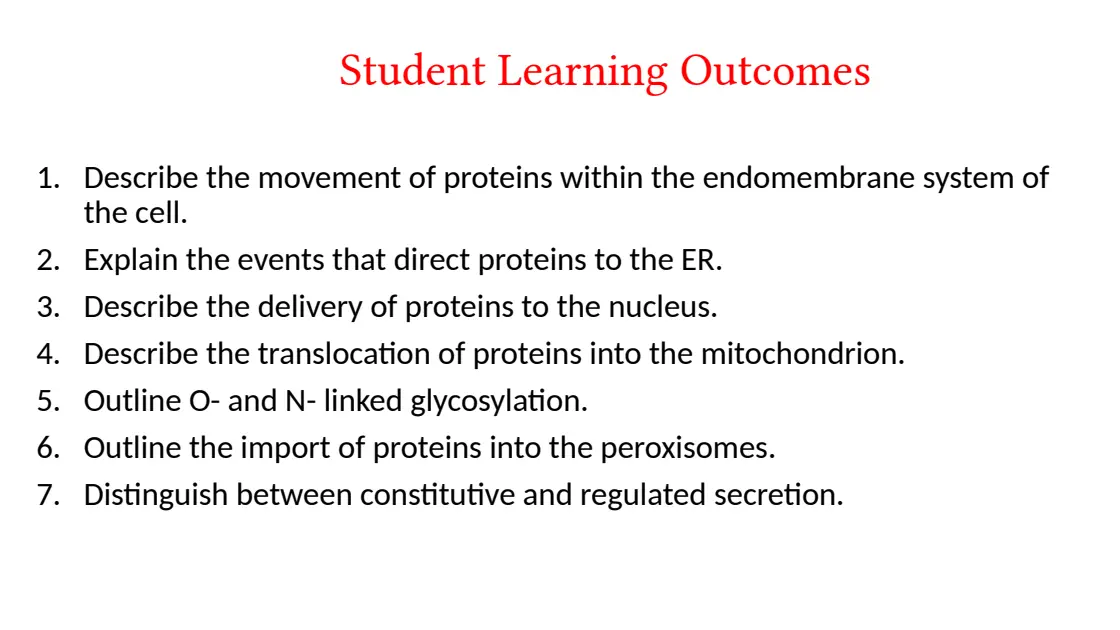 Student Learning Outcomes
1. Describe the movement of proteins within the endomembrane system of
the cell.
2. Explain the events that direct proteins to the ER.
3. Describe the delivery of proteins to the nucleus.
4. Describe the translocation of proteins into the mitochondrion.
5. Outline O- and N- linked glycosylation.
6. Outline the import of proteins into the peroxisomes.
7. Distinguish between constitutive and regulated secretion.